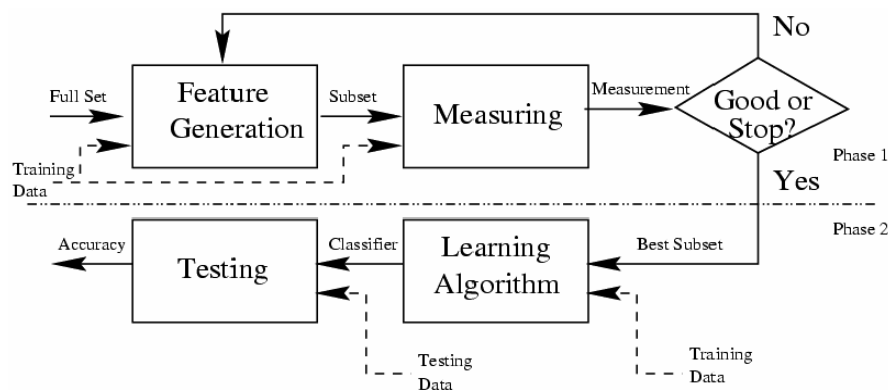 No
Full Set
Feature
Generation
Subset
Measuring
Measurement
Good or
Stop?
Training
Data
Phase 1
Yes
Phase 2
Accuracy
Testing
Classifier
Learning
Algorithm
Best Subset
Testing
Data
Training
Data